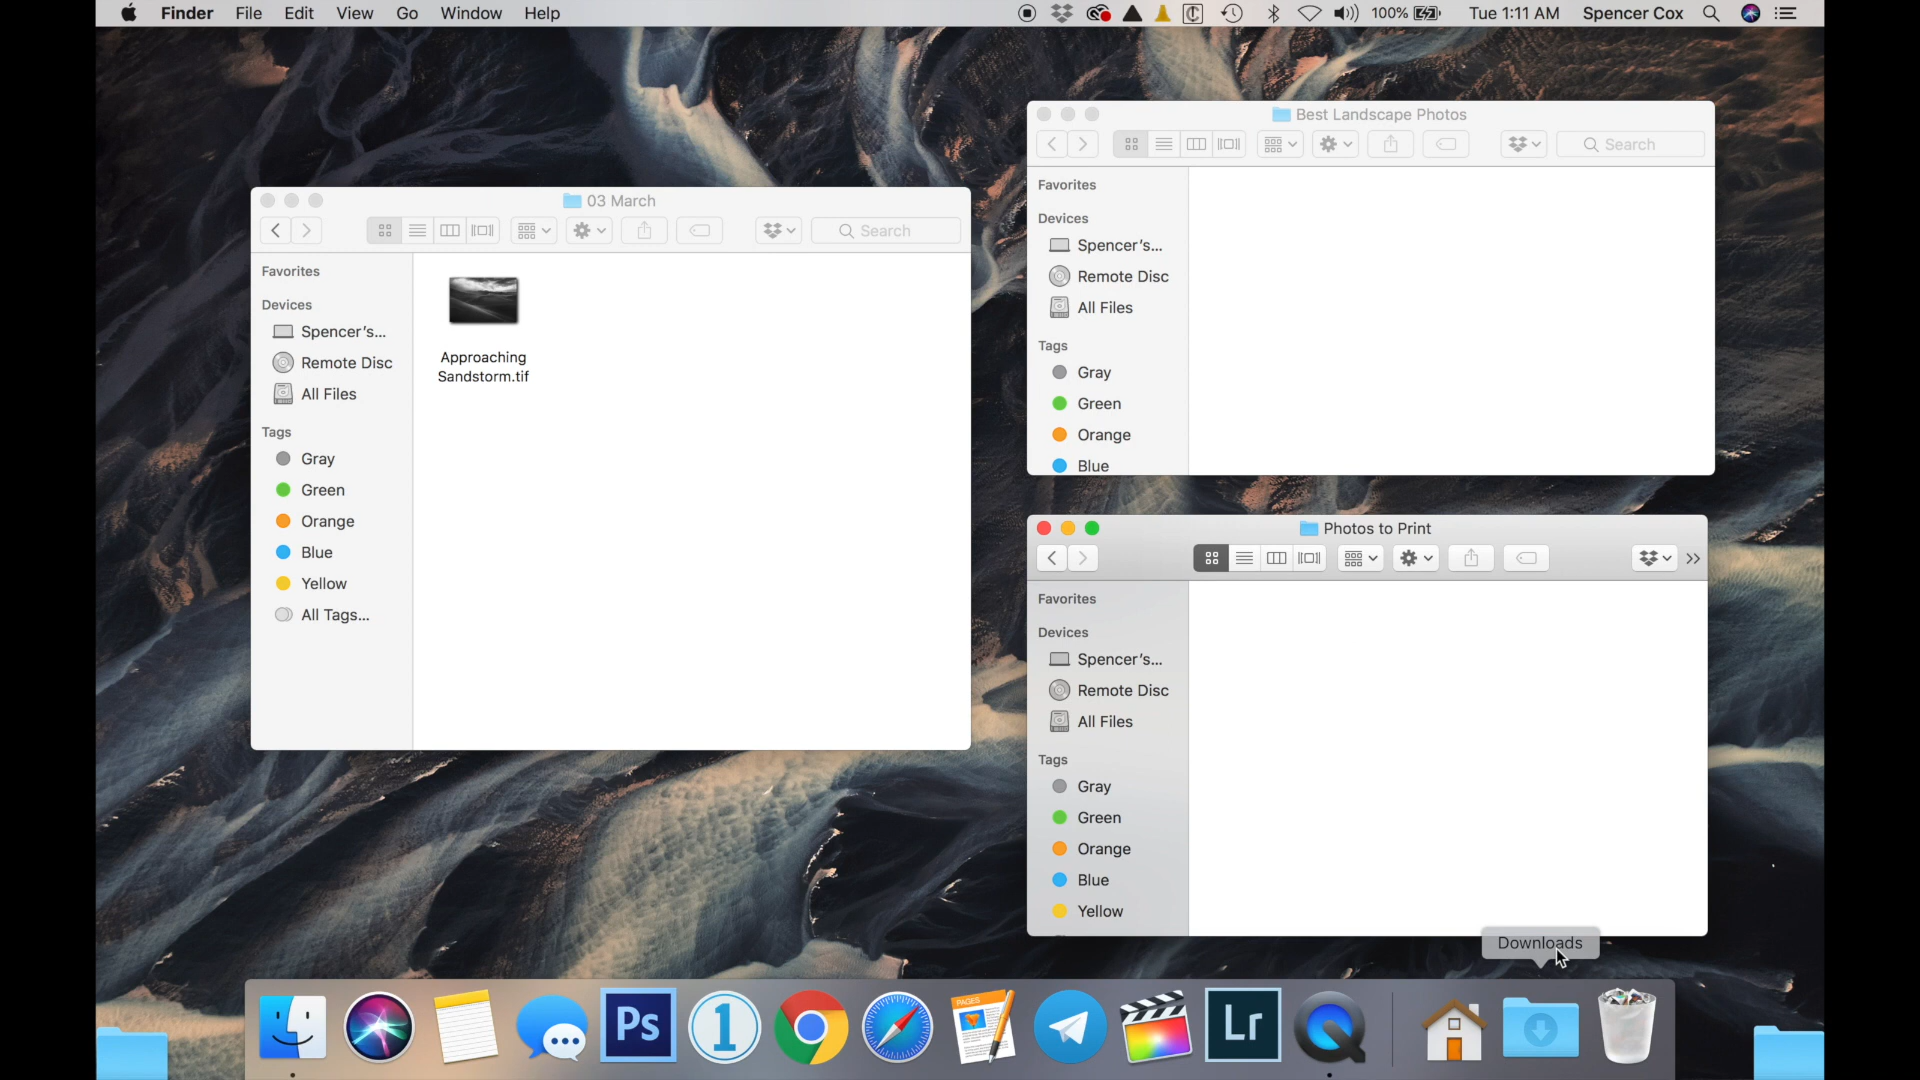 Finder File Edit View Go Window Help
100% Tue 1:11 AM Spencer Cox
Best Landscape Photos
Search
Favorites
Devices
Spencer's...
Remote Disc
All Files
Tags
Gray
Green
Orange
Blue
03 March
Search
Favorites
Devices
Spencer's...
Remote Disc
All Files
Tags
Gray
Green
Orange
Blue
Yellow
All Tags...
Approaching
Sandstorm.tif
Photos to Print
Favorites
Devices
Spencer's...
Remote Disc
All Files
Tags
Gray
Green
Orange
Blue
Yellow
Downloads
Ps
1
PAGES
Lr